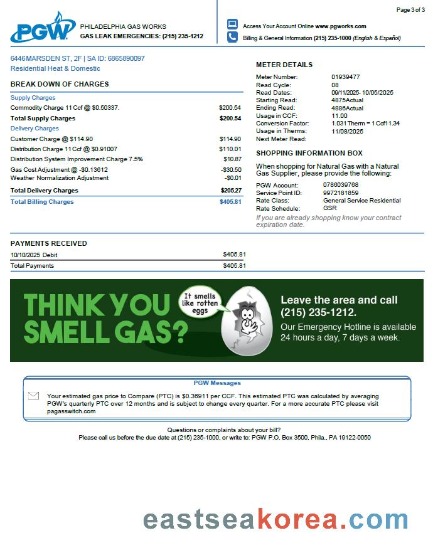 Page 3 of 3
PGW
PHILADELPHIA GAS WORKS
GAS LEAK EMERGENCIES: (215) 235-1212
Access Your Account Online www.pgworks.com
Billing & General Information (215) 235-1000 (English & Español)
6446MARSDEN ST, 2F | SA ID: 6865890097
Residential Heat & Domestic
BREAK DOWN OF CHARGES
Supply Charges
Commodity Charge 11 Ccf @ $0.50337. $200.54
Total Supply Charges $200.54
Delivery Charges
Customer Charge @ $114.90 $114.90
Distribution Charge 11 Ccf @ $0.91007 $110.01
Distribution System Improvement Charge 7.5% $10.87
Gas Cost Adjustment @ -$0.13612 -$30.50
Weather Normalization Adjustment -$0.01
Total Delivery Charges $205.27
Total Billing Charges $405.81
METER DETAILS
Meter Number: 01939477
Read Cycle: 08
Read Dates: 09/11/2025- 10/05/2025
Starting Read: 4875Actual
Ending Read: 4886Actual
Usage in CCF: 11.00
Conversion Factor: 1.031 Therm = 1 Ccf/1.34
Usage in Therms: 11/08/2025
Next Meter Read:
SHOPPING INFORMATION BOX
When shopping for Natural Gas with a Natural
Gas Supplier, please provide the following:
PGW Account: 0786039768
Service Point ID: 9972181859
Rate Class: General Service Residential
Rate Schedule: GSR
If you are already shopping know your contract
expiration date.
PAYMENTS RECEIVED
10/10/2025 Debit $405.81
Total Payments $405.81
THINK YOU
SMELL GAS?
It smells
like rotten
eggs
Leave the area and call
(215) 235-1212.
Our Emergency Hotline is available
24 hours a day, 7 days a week.
PGW Messages
Your estimated gas price to Compare (PTC) is $0.36911 per CCF. This estimated PTC was calculated by averaging
PGW's quarterly PTC over 12 months and is subject to change every quarter. For a more accurate PTC please visit
pagasswitch.com
Questions or complaints about your bill?
Please call us before the due date at (215) 235-1000, or write to: PGW P.O. Box 3500, Phila., PA 19122-0050
eastseakorea.com